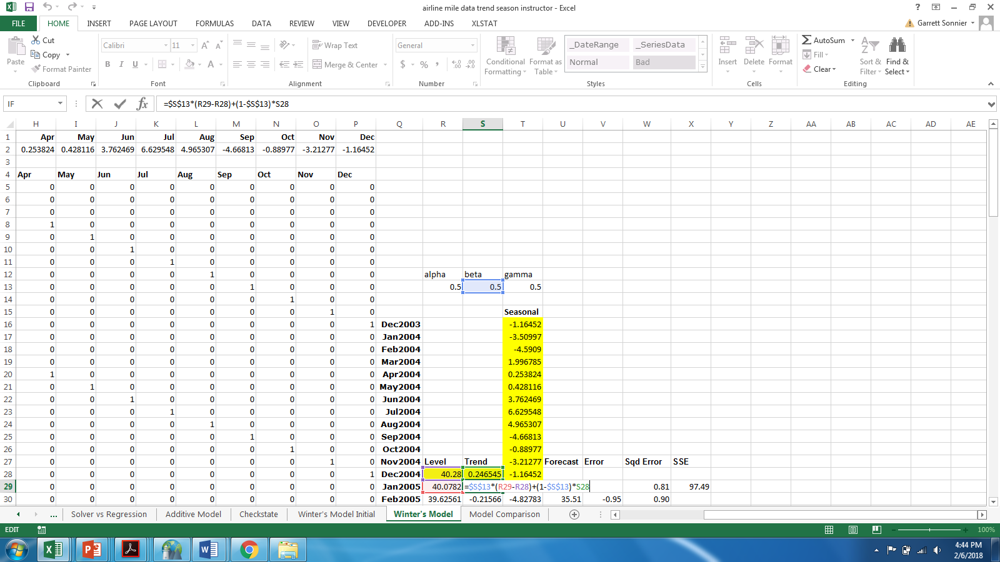 airline mile data trend season instructor - Excel
FILE HOME INSERT PAGE LAYOUT FORMULAS DATA REVIEW VIEW DEVELOPER ADD-INS XLSTAT Garrett Sonnier
Cut
Copy
Format Painter
Paste
Clipboard
Calibri 11
B I U
Font
Wrap Text
Merge & Center
Alignment
General
$ % ,
Number
Conditional Formatting
Format as Table
_DateRange _SeriesData
Normal Bad
Styles
Insert Delete Format
Cells
AutoSum
Fill
Clear
Sort & Filter
Find & Select
Editing
IF =$S$13*(R29-R28)+(1-$S$13)*S28
H I J K L M N O P Q R S T U V W X Y Z AA AB AC AD AE
1 Apr May Jun Jul Aug Sep Oct Nov Dec
2 0.253824 0.428116 3.762469 6.629548 4.965307 -4.66813 -0.88977 -3.21277 -1.16452
3
4 Apr May Jun Jul Aug Sep Oct Nov Dec
5 0 0 0 0 0 0 0 0 0
6 0 0 0 0 0 0 0 0 0
7 0 0 0 0 0 0 0 0 0
8 1 0 0 0 0 0 0 0 0
9 0 1 0 0 0 0 0 0 0
10 0 0 1 0 0 0 0 0 0
11 0 0 0 1 0 0 0 0 0
12 0 0 0 0 1 0 0 0 0 alpha beta gamma
13 0 0 0 0 0 1 0 0 0 0.5 0.5 0.5
14 0 0 0 0 0 0 1 0 0
15 0 0 0 0 0 0 0 1 0 Seasonal
16 0 0 0 0 0 0 0 0 1 Dec2003 -1.16452
17 0 0 0 0 0 0 0 0 0 Jan2004 -3.50997
18 0 0 0 0 0 0 0 0 0 Feb2004 -4.5909
19 0 0 0 0 0 0 0 0 0 Mar2004 1.996785
20 1 0 0 0 0 0 0 0 0 Apr2004 0.253824
21 0 1 0 0 0 0 0 0 0 May2004 0.428116
22 0 0 1 0 0 0 0 0 0 Jun2004 3.762469
23 0 0 0 1 0 0 0 0 0 Jul2004 6.629548
24 0 0 0 0 1 0 0 0 0 Aug2004 4.965307
25 0 0 0 0 0 1 0 0 0 Sep2004 -4.66813
26 0 0 0 0 0 0 1 0 0 Oct2004 -0.88977
27 0 0 0 0 0 0 0 1 0 Nov2004 Level Trend -3.21277 Forecast Error Sqd Error SSE
28 0 0 0 0 0 0 0 0 1 Dec2004 40.28 0.246545 -1.16452
29 0 0 0 0 0 0 0 0 0 Jan2005 40.0782 =$S$13*(R29-R28)+(1-$S$13)*S28 0.81 97.49
30 0 0 0 0 0 0 0 0 0 Feb2005 39.62561 -0.21566 -4.82783 35.51 -0.95 0.90
... Solver vs Regression Additive Model Checkstate Winter's Model Initial Winter's Model Model Comparison
EDIT 100%
4:44 PM
2/6/2018